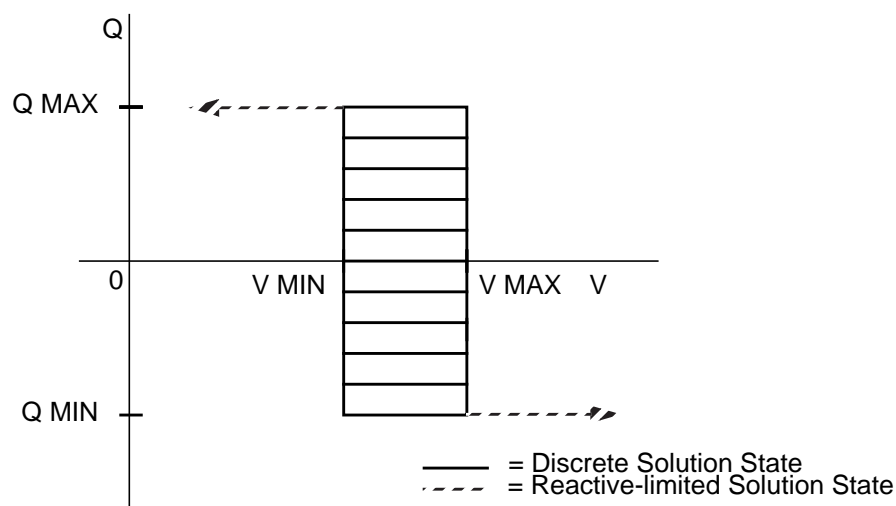 Q
Q MAX
0
V MIN
V MAX
V
Q MIN
= Discrete Solution State
= Reactive-limited Solution State